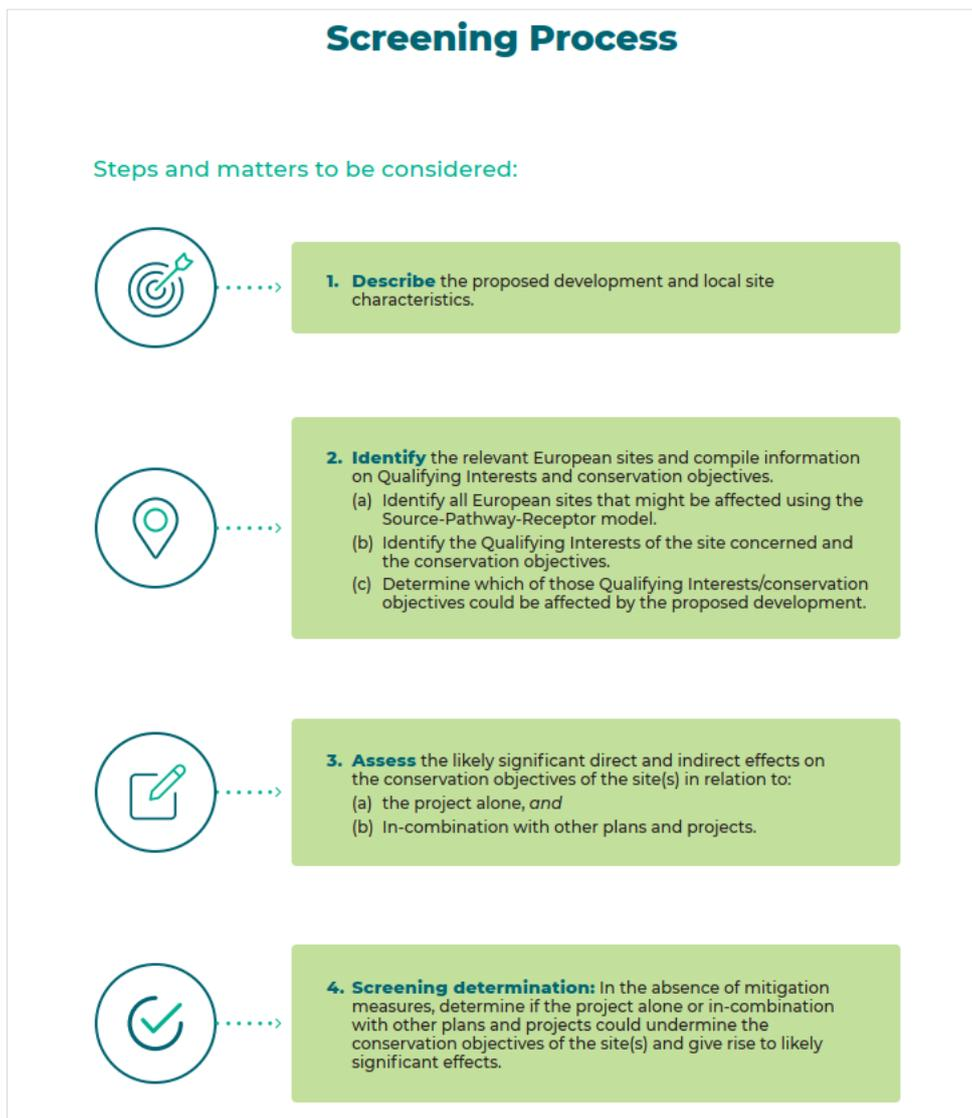 Screening Process
Steps and matters to be considered:
1. Describe the proposed development and local site
characteristics.
2. Identify the relevant European sites and compile information
on Qualifying Interests and conservation objectives.
(a) Identify all European sites that might be affected using the
Source-Pathway-Receptor model.
(b) Identify the Qualifying Interests of the site concerned and
the conservation objectives.
(c) Determine which of those Qualifying Interests/conservation
objectives could be affected by the proposed development.
3. Assess the likely significant direct and indirect effects on
the conservation objectives of the site(s) in relation to:
(a) the project alone, and
(b) In-combination with other plans and projects.
4. Screening determination: In the absence of mitigation
measures, determine if the project alone or in-combination
with other plans and projects could undermine the
conservation objectives of the site(s) and give rise to likely
significant effects.